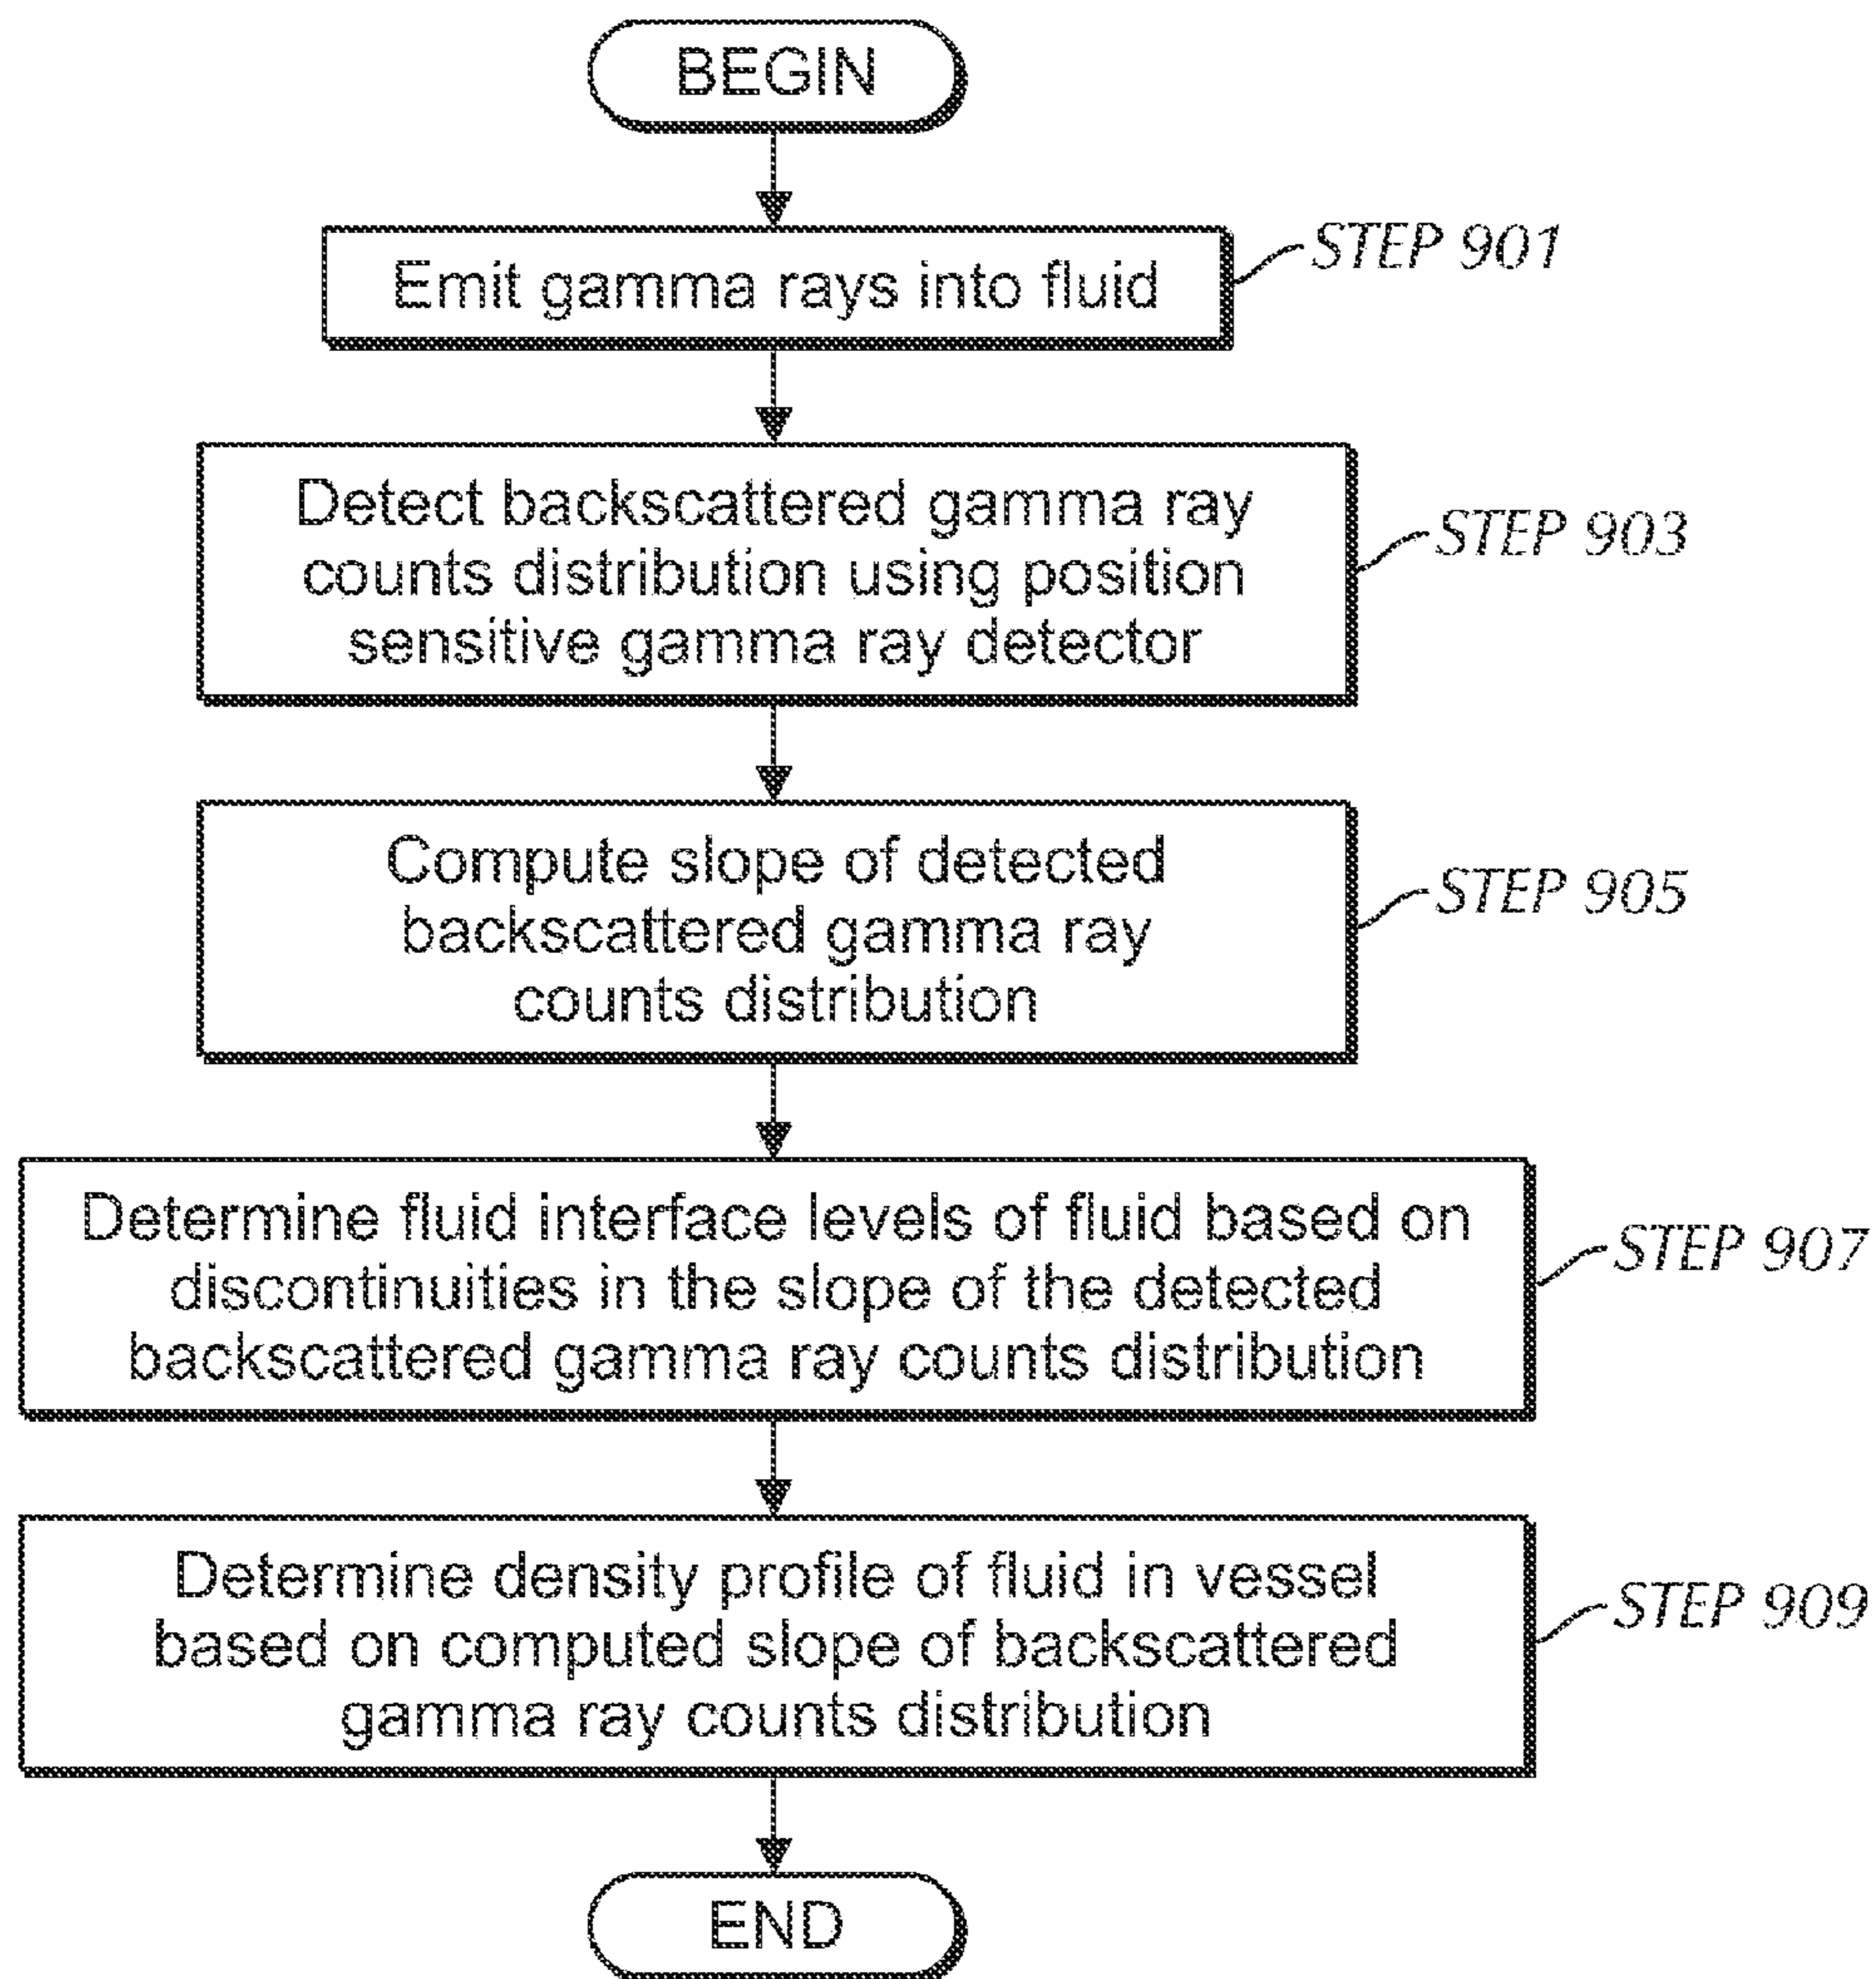 BEGIN
Emit gamma rays into fluid
STEP 901
Detect backscattered gamma ray
counts distribution using position
sensitive gamma ray detector
STEP 903
Compute slope of detected
backscattered gamma ray
counts distribution
STEP 905
Determine fluid interface levels of fluid based on
discontinuities in the slope of the detected
backscattered gamma ray counts distribution
STEP 907
Determine density profile of fluid in vessel
based on computed slope of backscattered
gamma ray counts distribution
STEP 909
END